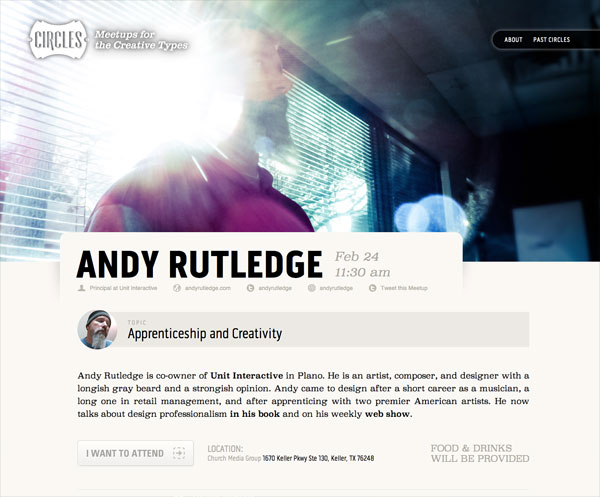 CIRCLES
Meetups for
the Creative Types
ABOUT PAST CIRCLES
ANDY RUTLEDGE
Feb 24
11:30 am
Principal at Unit Interactive andyrutledge.com andyrutledge andyrutledge Tweet this Meetup
TOPIC
Apprenticeship and Creativity
Andy Rutledge is co-owner of Unit Interactive in Plano. He is an artist, composer, and designer with a
longish gray beard and a strongish opinion. Andy came to design after a short career as a musician, a
long one in retail management, and after apprenticing with two premier American artists. He now
talks about design professionalism in his book and on his weekly web show.
I WANT TO ATTEND
LOCATION:
Church Media Group 1670 Keller Pkwy Ste 130, Keller, TX 76248
FOOD & DRINKS
WILL BE PROVIDED